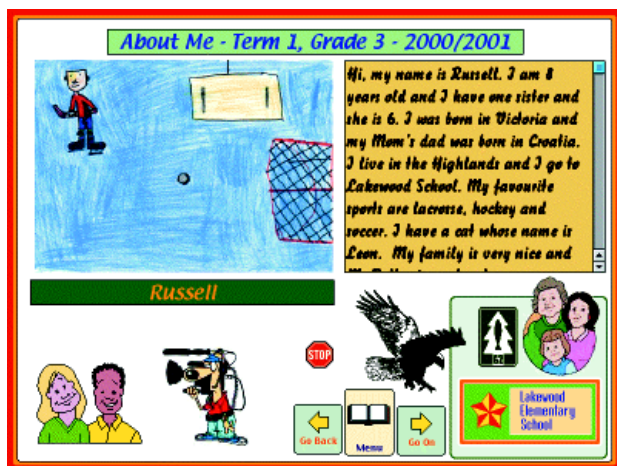 About Me - Term 1, Grade 3 - 2000/2001
Hi, my name is Russell. I am 8
years old and I have one sister and
she is 6. I was born in Victoria and
my Mom's dad was born in Croatia.
I live in the Highlands and I go to
Lakewood School. My favourite
sports are lacrosse, hockey and
soccer. I have a cat whose name is
Leon. My family is very nice and
Russell
STOP
62
Go Back
Menu
Go On
Lakewood
Elementary
School